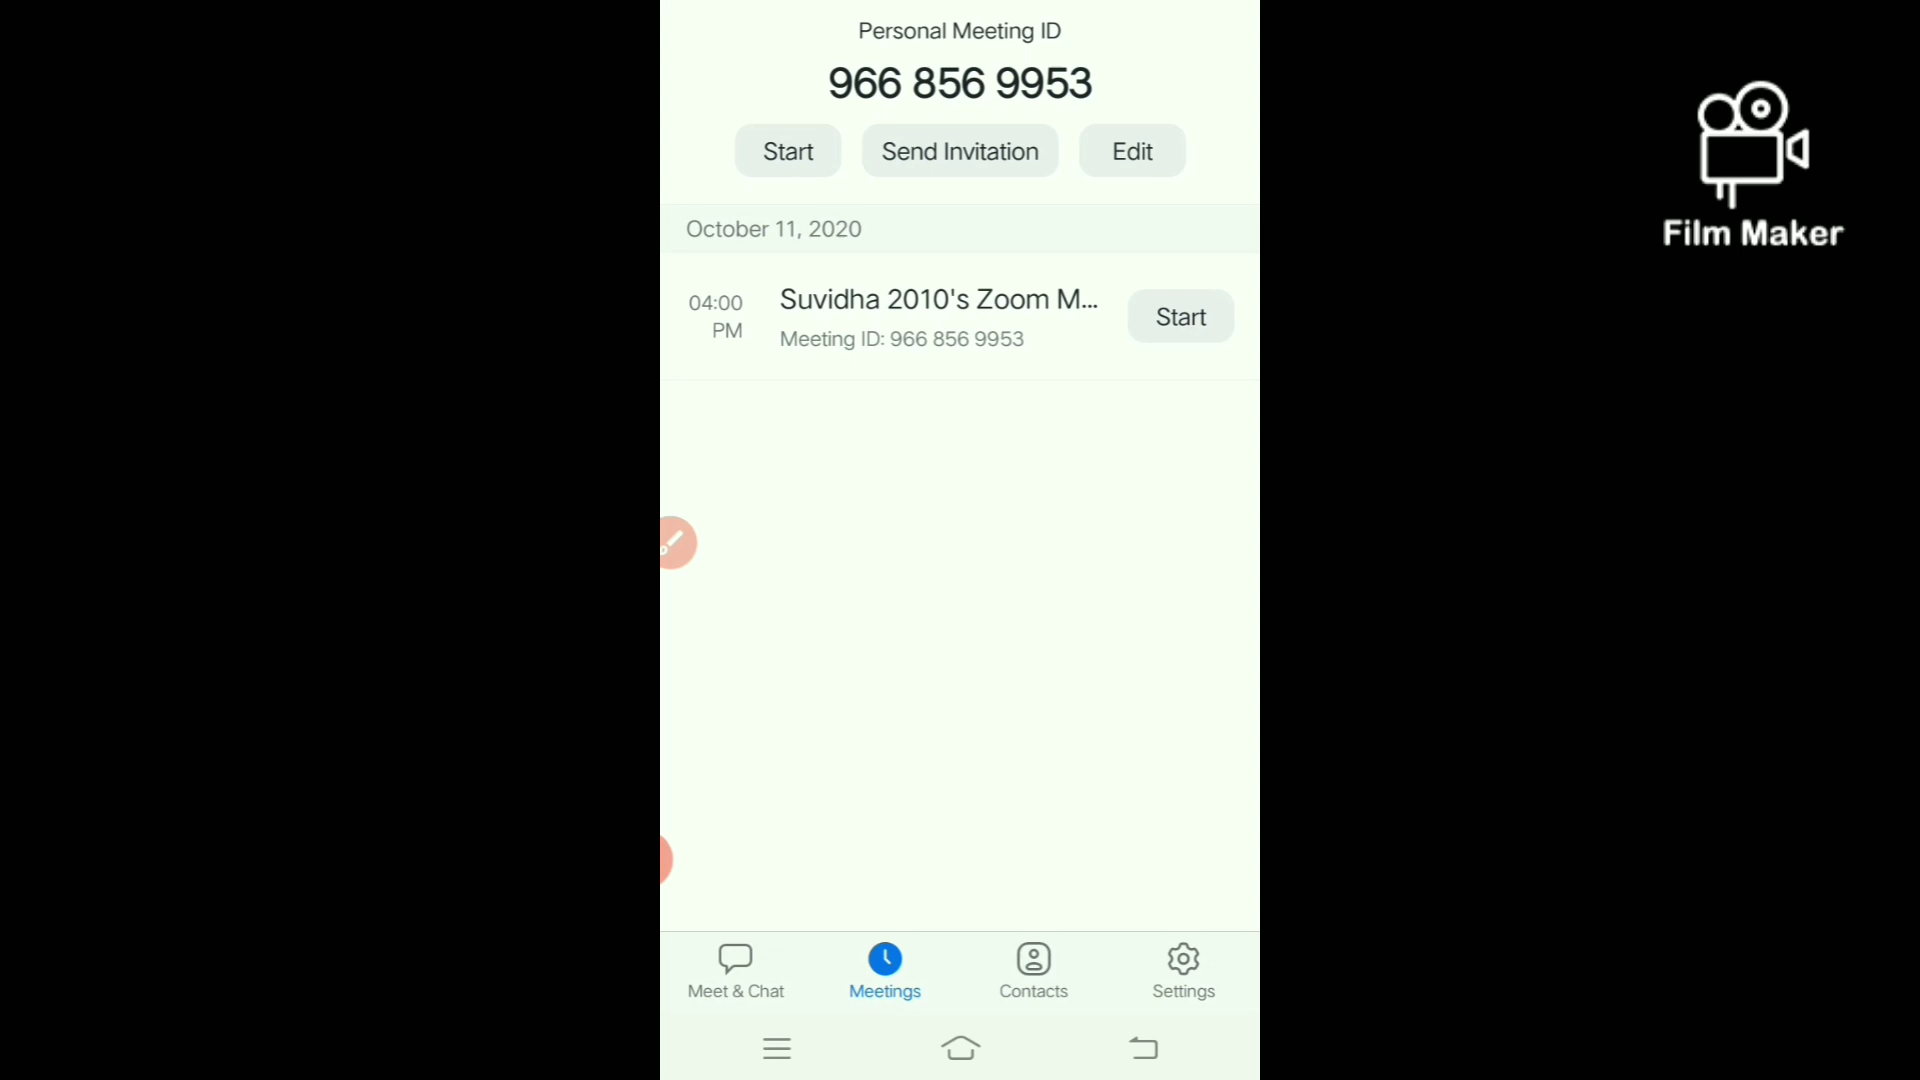 Personal Meeting ID
966 856 9953
Start
Send Invitation
Edit
Film Maker
October 11, 2020
04:00
PM
Suvidha 2010's Zoom M...
Meeting ID: 966 856 9953
Start
Meet & Chat
Meetings
Contacts
Settings